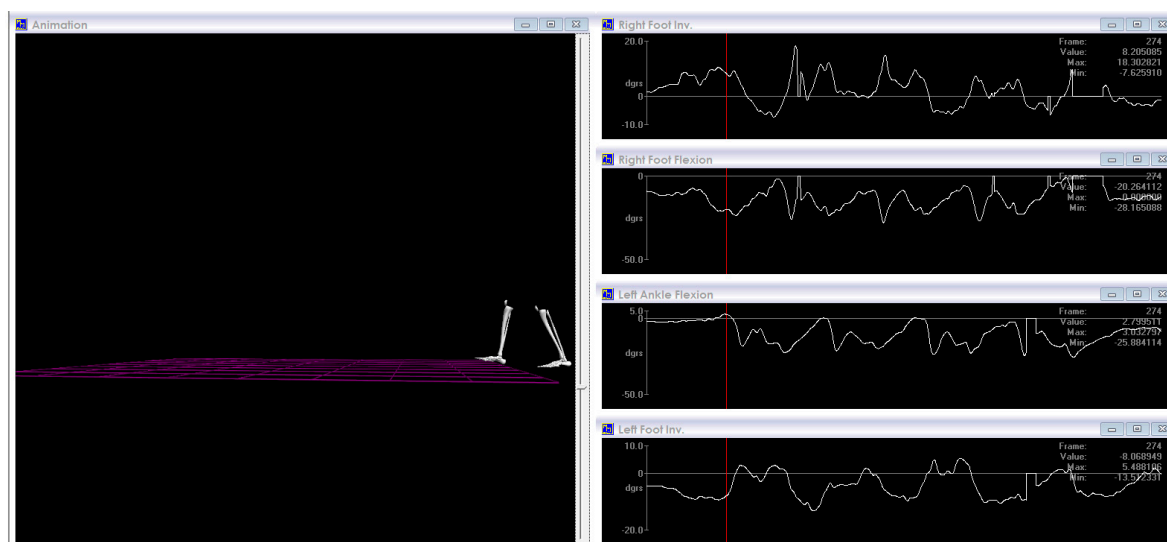 Animation
Right Foot Inv.
20.0
0
dgrs
-10.0
Frame: 274
Value: 8.205085
Max: 18.302821
Min: -7.625910
Right Foot Flexion
0
dgrs
-50.0
Frame: 274
Value: -20.264112
Max:
Min: -28.165088
Left Ankle Flexion
5.0
0
dgrs
-50.0
Frame: 274
Value: 2.799511
Max:
Min: -25.884114
Left Foot Inv.
10.0
0
dgrs
-20.0
Frame: 274
Value: -8.068949
Max: 5.488106
Min: -13.512331